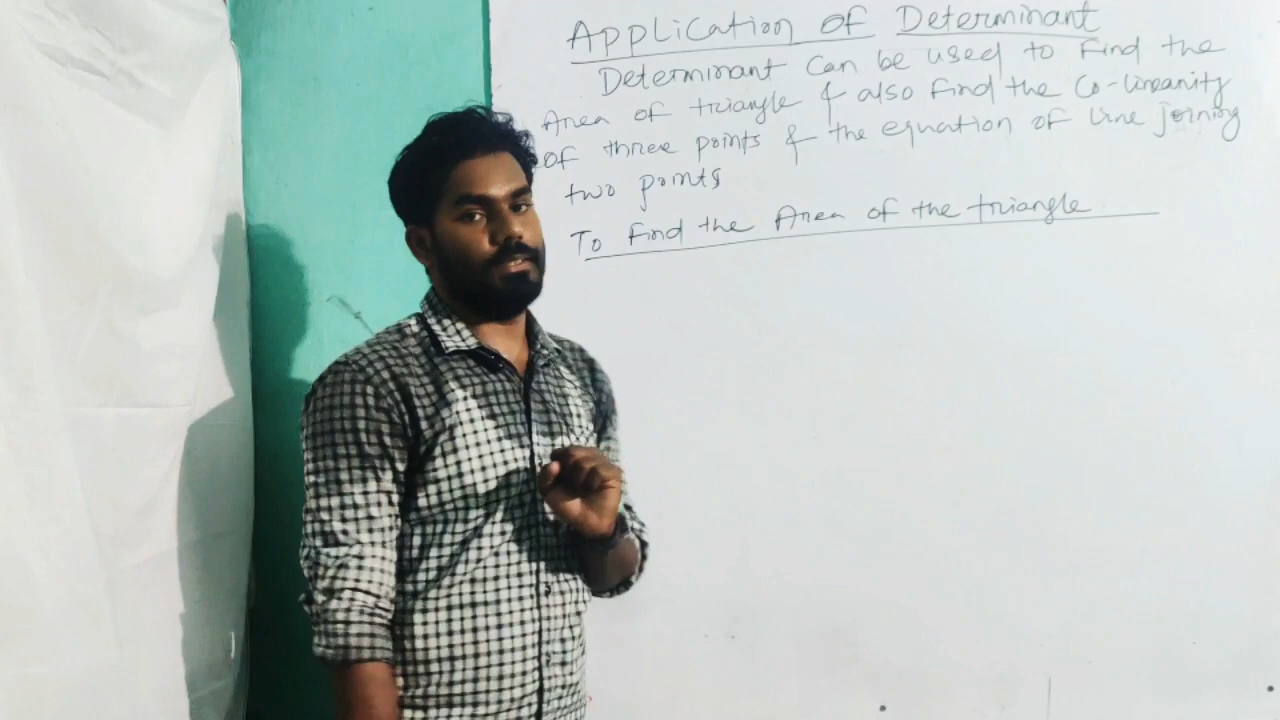 Application of Determinant
Determinant can be used to find the
Area of triangle & also find the Co-linearity
of three points & the equation of line joining
two points
To find the Area of the triangle